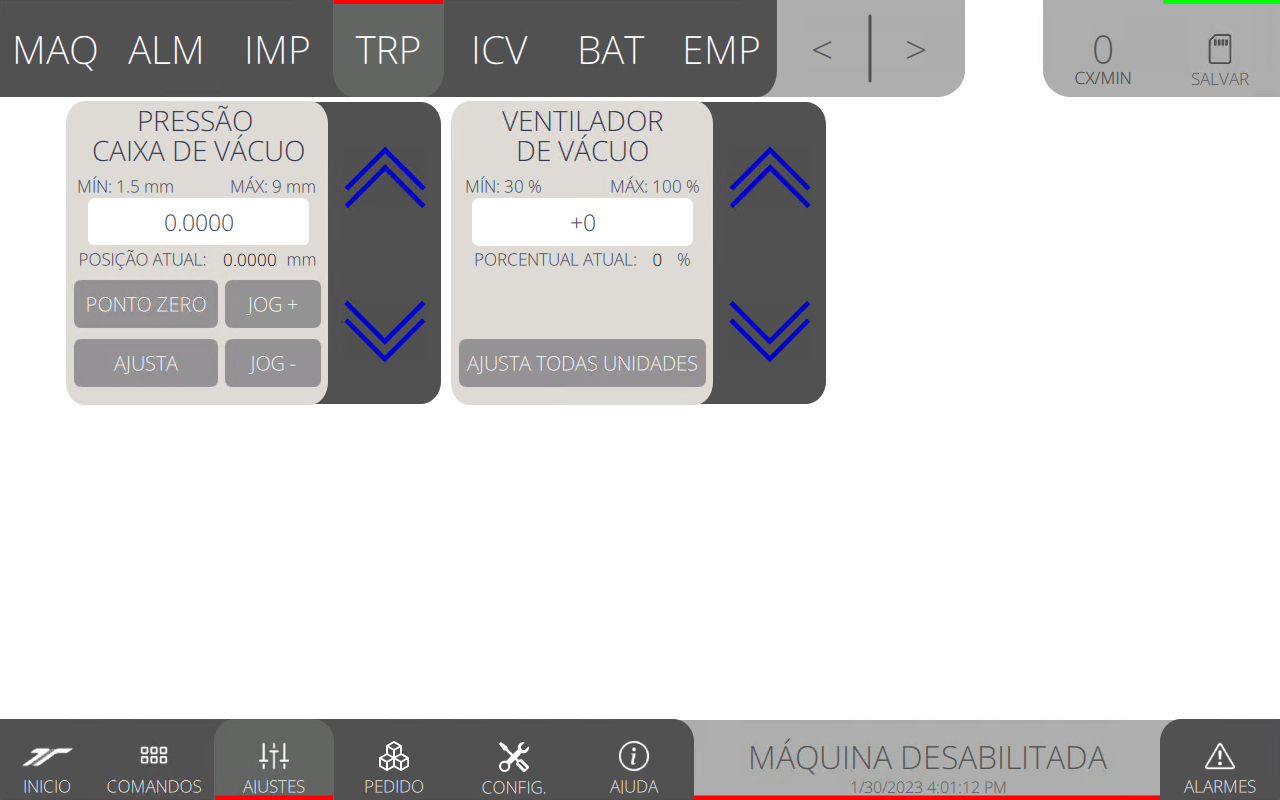 MAQ ALM IMP TRP ICV BAT EMP < > 0
CX/MIN SALVAR
PRESSÃO
CAIXA DE VÁCUO
MÍN: 1.5 mm MÁX: 9 mm
0.0000
POSIÇÃO ATUAL: 0.0000 mm
PONTO ZERO JOG +
AJUSTA JOG -
VENTILADOR
DE VÁCUO
MÍN: 30 % MÁX: 100 %
+0
PORCENTUAL ATUAL: 0 %
AJUSTA TODAS UNIDADES
INICIO COMANDOS AJUSTES PEDIDO CONFIG. AJUDA
MÁQUINA DESABILITADA
1/30/2023 4:01:12 PM
ALARMES